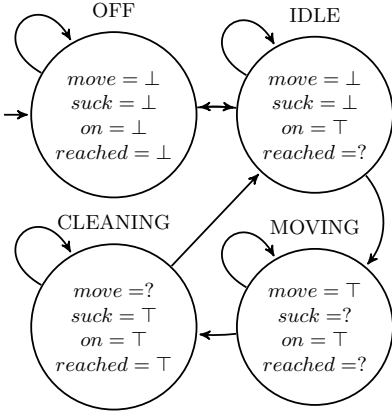 OFF
move = ⊥
suck = ⊥
on = ⊥
reached = ⊥
IDLE
move = ⊥
suck = ⊥
on = ⊤
reached =?
CLEANING
move =?
suck = ⊤
on = ⊤
reached = ⊤
MOVING
move = ⊤
suck =?
on = ⊤
reached =?